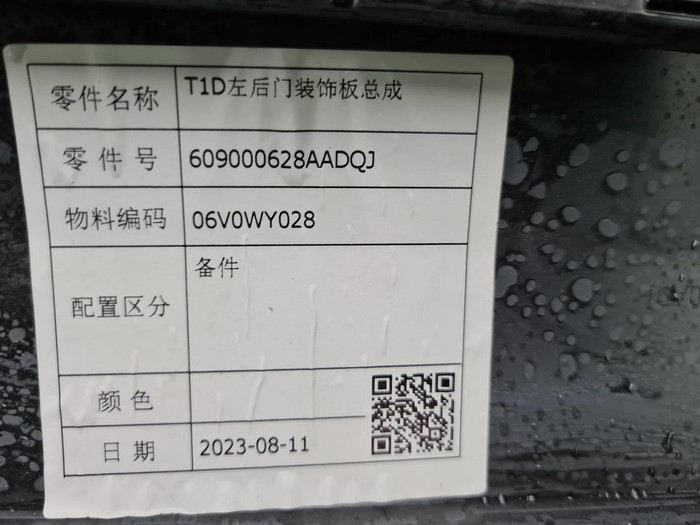 零件名称 T1D左后门装饰板总成
零件号 609000628AADQJ
物料编码 06V0WY028
配置区分 备件
颜色
日期 2023-08-11